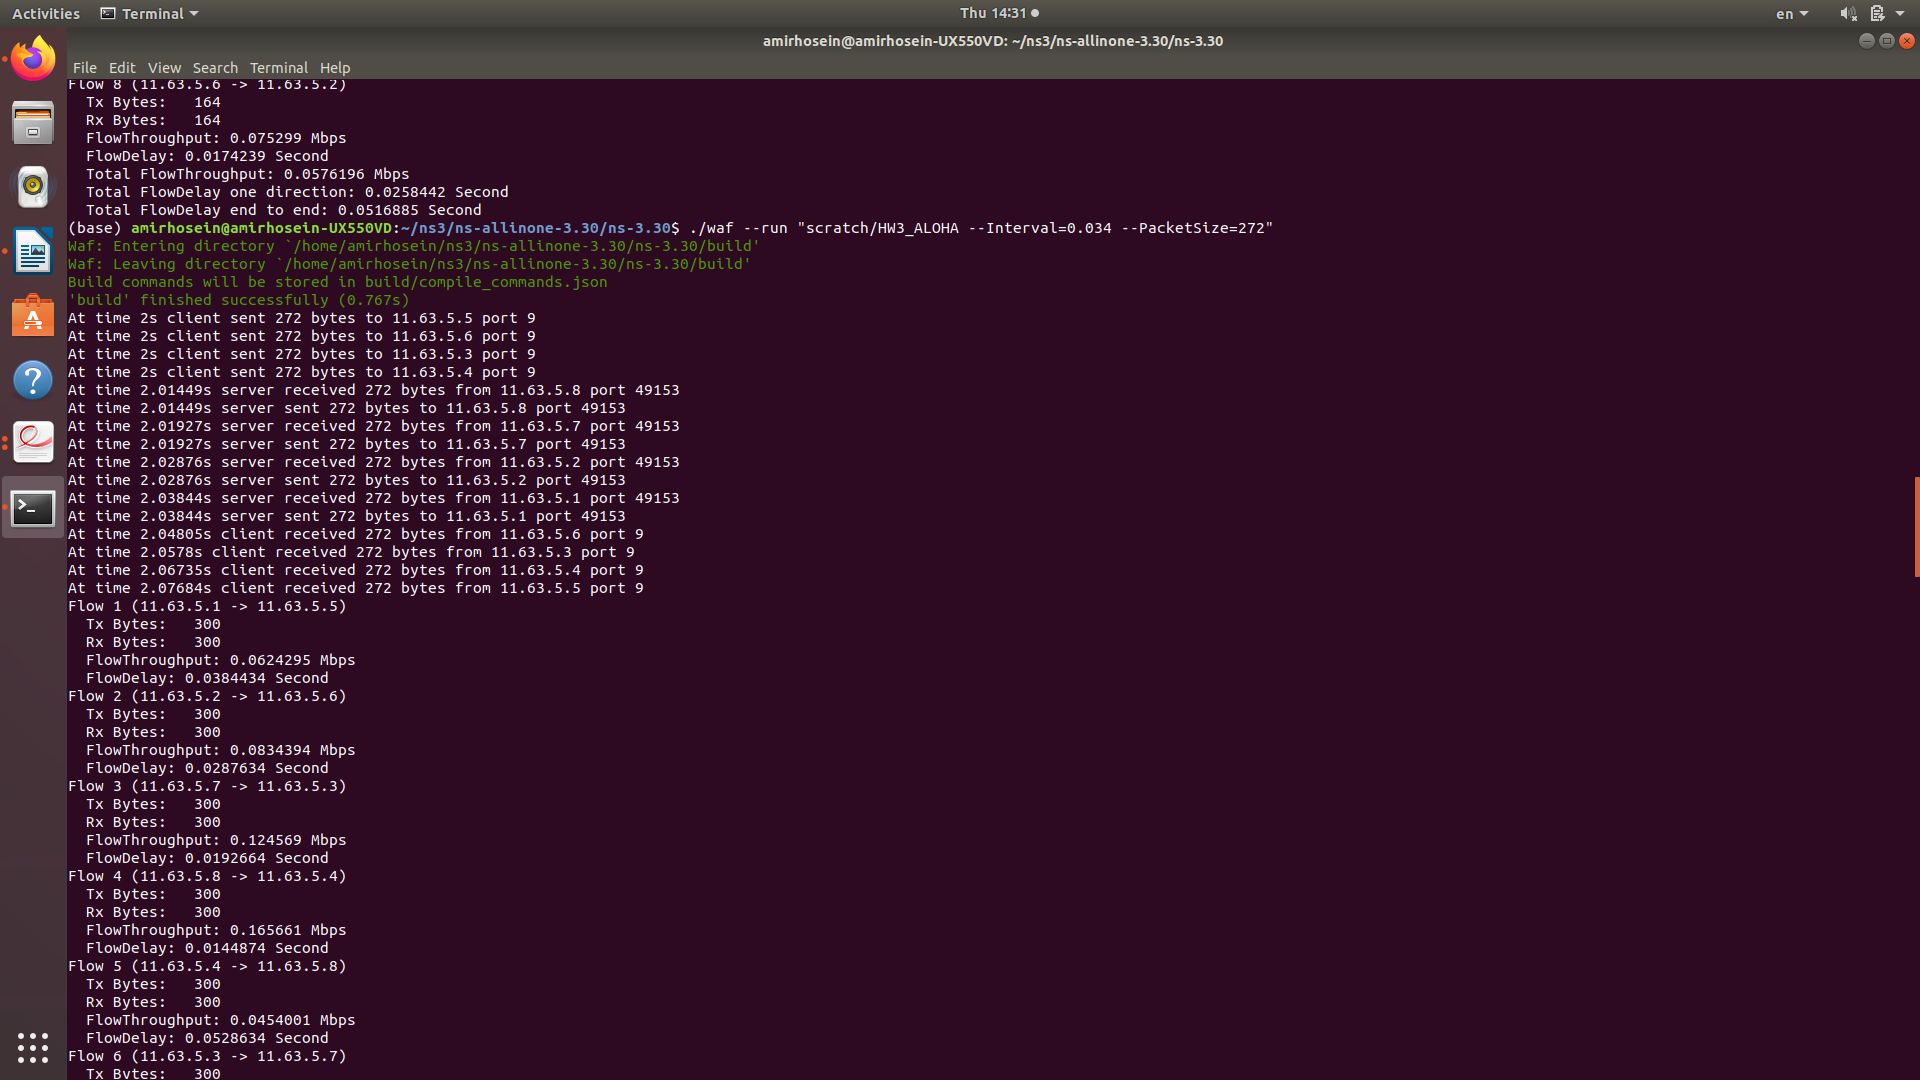 Activities
Terminal
Thu 14:31
en
amirhosein@amirhosein-UX550VD: ~/ns3/ns-allinone-3.30/ns-3.30
File Edit View Search Terminal Help
Flow 8 (11.63.5.6 -> 11.63.5.2)
  Tx Bytes:   164
  Rx Bytes:   164
  FlowThroughput: 0.075299 Mbps
  FlowDelay: 0.0174239 Second
  Total FlowThroughput: 0.0576196 Mbps
  Total FlowDelay one direction: 0.0258442 Second
  Total FlowDelay end to end: 0.0516885 Second
(base) amirhosein@amirhosein-UX550VD:~/ns3/ns-allinone-3.30/ns-3.30$ ./waf --run "scratch/HW3_ALOHA --Interval=0.034 --PacketSize=272"
Waf: Entering directory `/home/amirhosein/ns3/ns-allinone-3.30/ns-3.30/build'
Waf: Leaving directory `/home/amirhosein/ns3/ns-allinone-3.30/ns-3.30/build'
Build commands will be stored in build/compile_commands.json
'build' finished successfully (0.767s)
At time 2s client sent 272 bytes to 11.63.5.5 port 9
At time 2s client sent 272 bytes to 11.63.5.6 port 9
At time 2s client sent 272 bytes to 11.63.5.3 port 9
At time 2s client sent 272 bytes to 11.63.5.4 port 9
At time 2.01449s server received 272 bytes from 11.63.5.8 port 49153
At time 2.01449s server sent 272 bytes to 11.63.5.8 port 49153
At time 2.01927s server received 272 bytes from 11.63.5.7 port 49153
At time 2.01927s server sent 272 bytes to 11.63.5.7 port 49153
At time 2.02876s server received 272 bytes from 11.63.5.2 port 49153
At time 2.02876s server sent 272 bytes to 11.63.5.2 port 49153
At time 2.03844s server received 272 bytes from 11.63.5.1 port 49153
At time 2.03844s server sent 272 bytes to 11.63.5.1 port 49153
At time 2.04805s client received 272 bytes from 11.63.5.6 port 9
At time 2.0578s client received 272 bytes from 11.63.5.3 port 9
At time 2.06735s client received 272 bytes from 11.63.5.4 port 9
At time 2.07684s client received 272 bytes from 11.63.5.5 port 9
Flow 1 (11.63.5.1 -> 11.63.5.5)
  Tx Bytes:   300
  Rx Bytes:   300
  FlowThroughput: 0.0624295 Mbps
  FlowDelay: 0.0384434 Second
Flow 2 (11.63.5.2 -> 11.63.5.6)
  Tx Bytes:   300
  Rx Bytes:   300
  FlowThroughput: 0.0834394 Mbps
  FlowDelay: 0.0287634 Second
Flow 3 (11.63.5.7 -> 11.63.5.3)
  Tx Bytes:   300
  Rx Bytes:   300
  FlowThroughput: 0.124569 Mbps
  FlowDelay: 0.0192664 Second
Flow 4 (11.63.5.8 -> 11.63.5.4)
  Tx Bytes:   300
  Rx Bytes:   300
  FlowThroughput: 0.165661 Mbps
  FlowDelay: 0.0144874 Second
Flow 5 (11.63.5.4 -> 11.63.5.8)
  Tx Bytes:   300
  Rx Bytes:   300
  FlowThroughput: 0.0454001 Mbps
  FlowDelay: 0.0528634 Second
Flow 6 (11.63.5.3 -> 11.63.5.7)
  Tx Bytes:   300